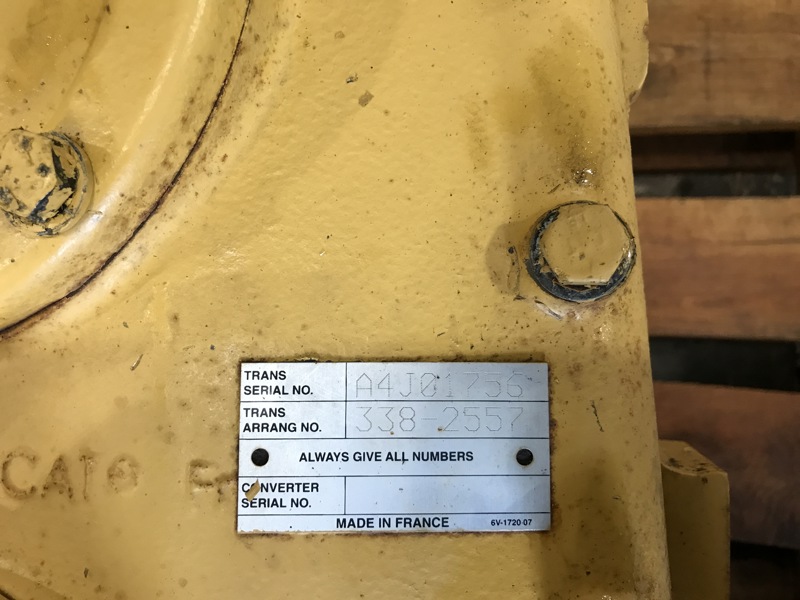 TRANS
SERIAL NO. A4J01756
TRANS
ARRANG NO. 338-2557
ALWAYS GIVE ALL NUMBERS
CONVERTER
SERIAL NO.
MADE IN FRANCE 6V-1720-07
CAT®